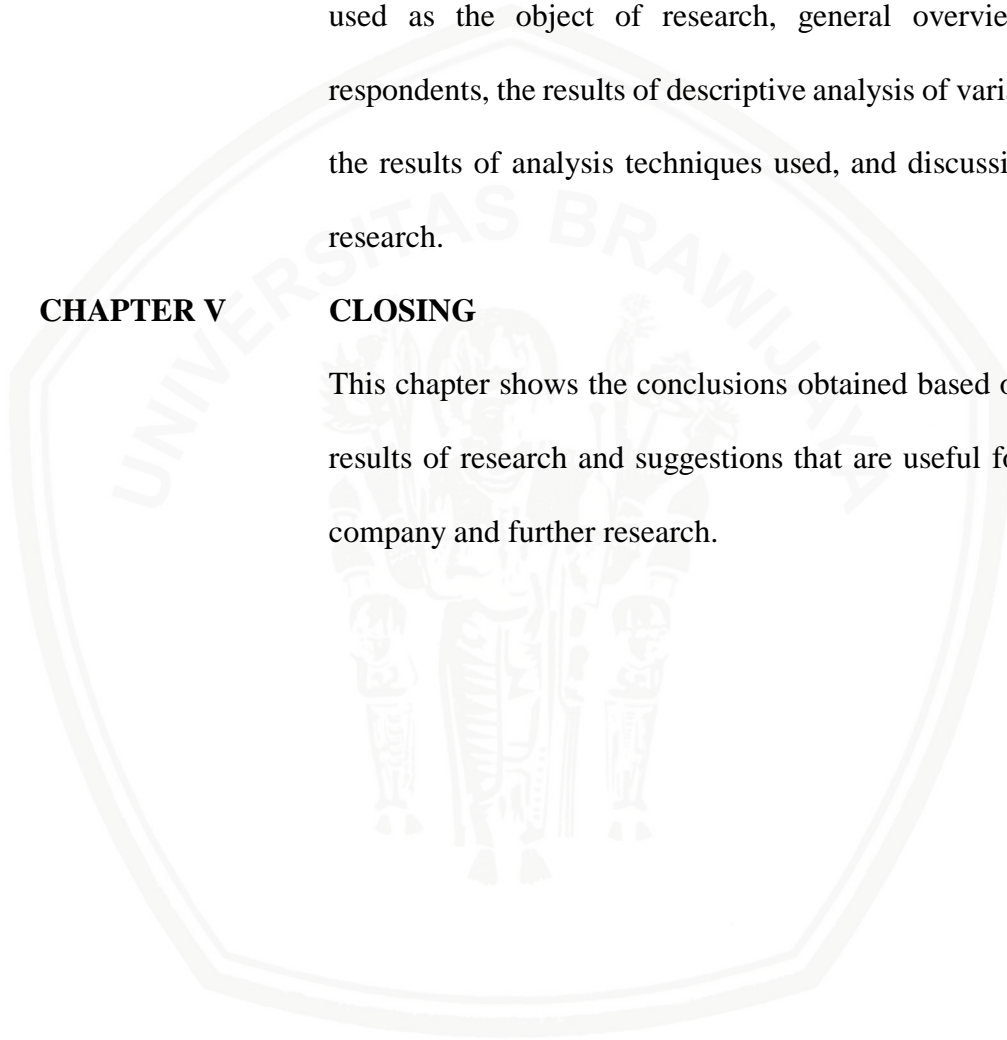 used as the object of research, general overvie
respondents, the results of descriptive analysis of vari
the results of analysis techniques used, and discussi
research.
UNIVERSITAS BRAWIJAYA
CHAPTER V CLOSING
This chapter shows the conclusions obtained based o
results of research and suggestions that are useful fo
company and further research.